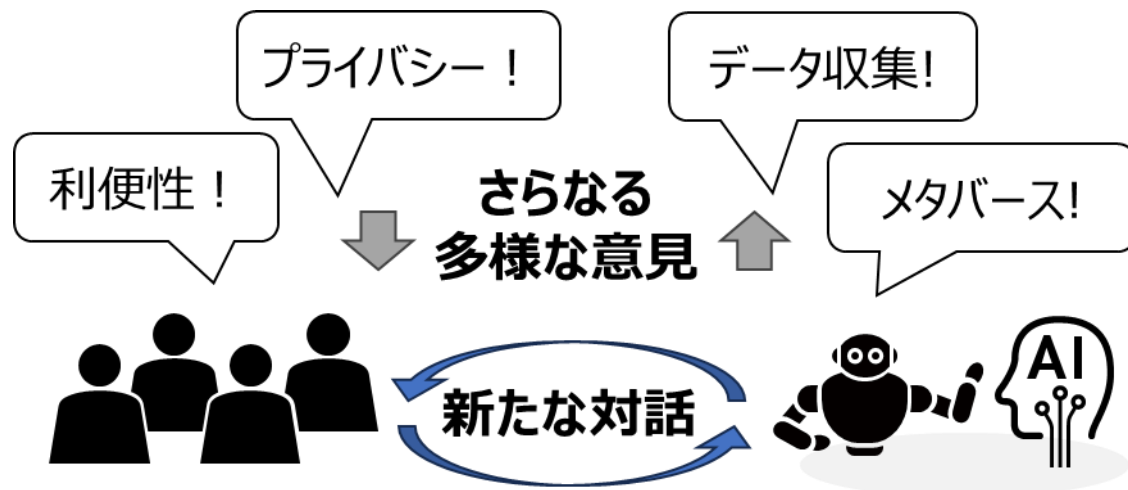 プライバシー！
データ収集!
利便性！
メタバース!
さらなる
多様な意見
新たな対話
AI